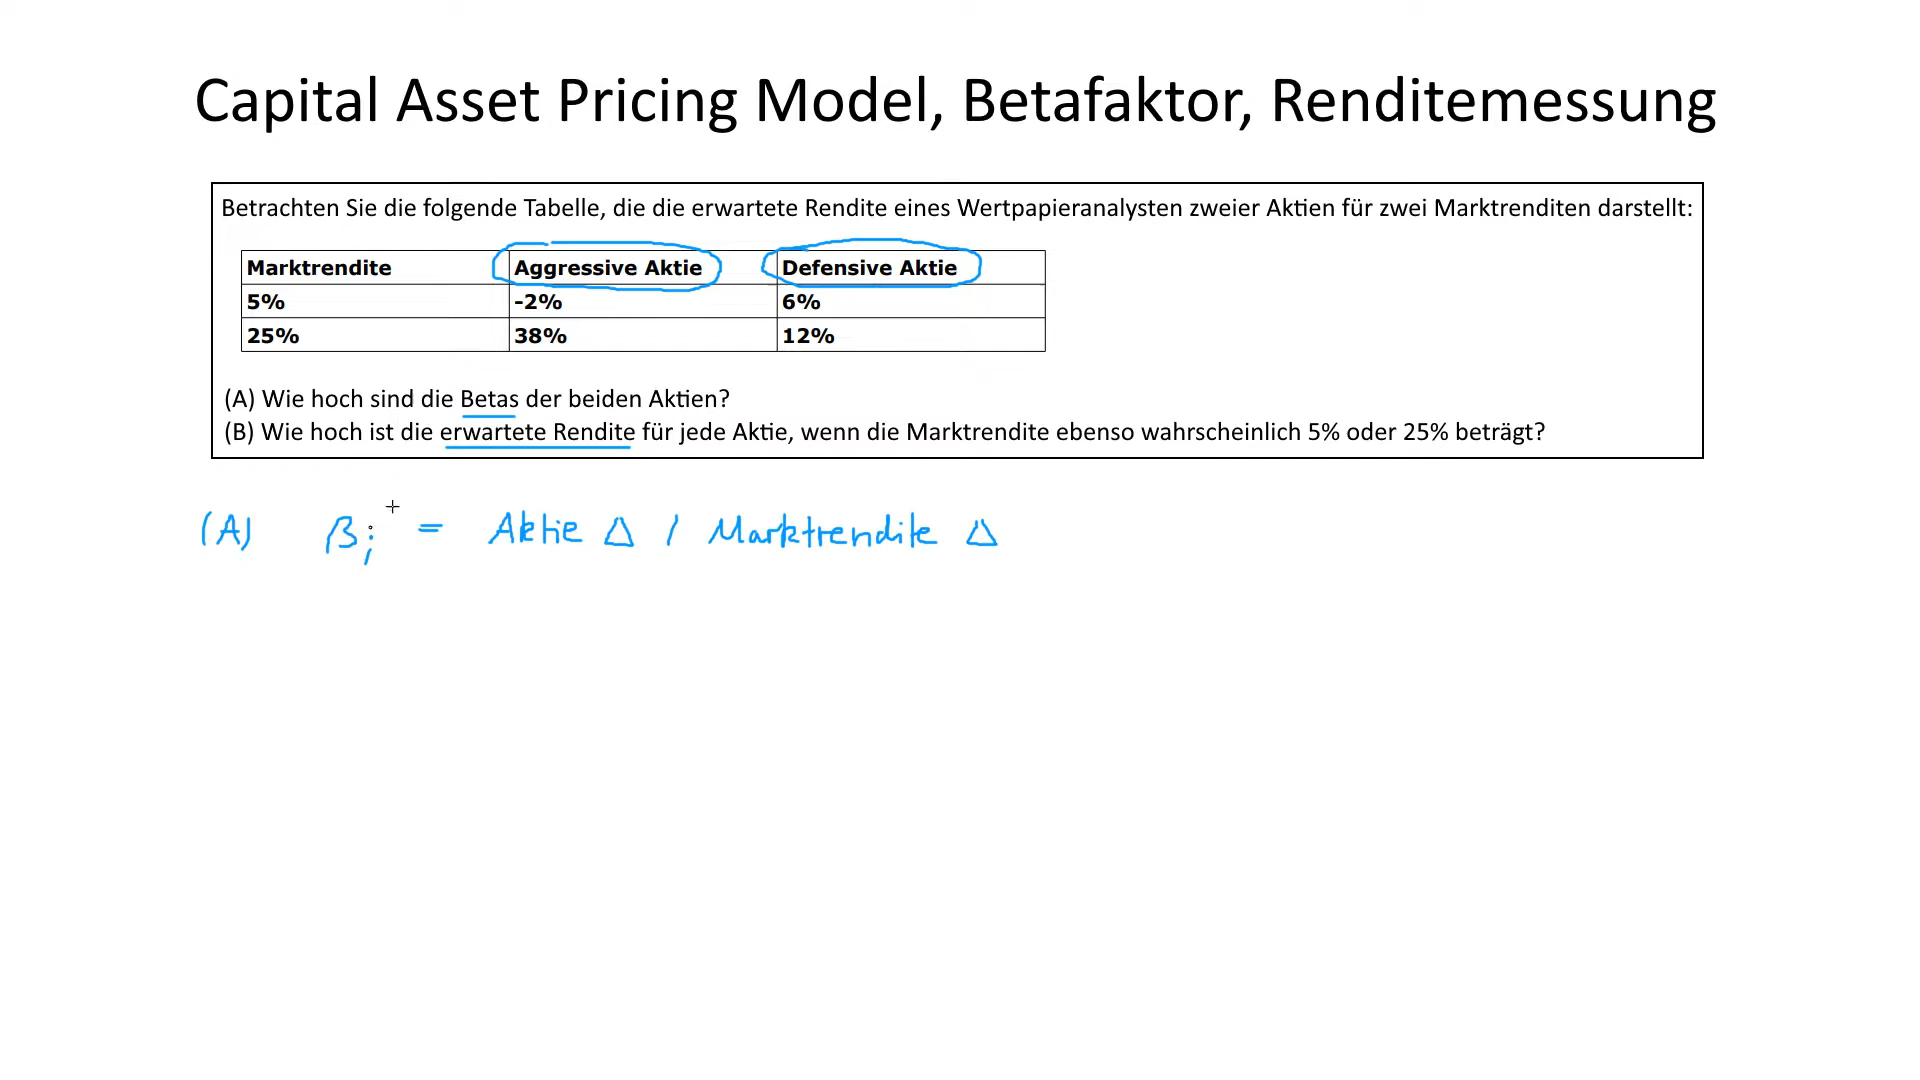 Capital Asset Pricing Model, Betafaktor, Renditemessung
Betrachten Sie die folgende Tabelle, die die erwartete Rendite eines Wertpapieranalysten zweier Aktien für zwei Marktrenditen darstellt:
Marktrendite Aggressive Aktie Defensive Aktie
5% -2% 6%
25% 38% 12%
(A) Wie hoch sind die Betas der beiden Aktien?
(B) Wie hoch ist die erwartete Rendite für jede Aktie, wenn die Marktrendite ebenso wahrscheinlich 5% oder 25% beträgt?
(A) βi = Aktie Δ / Marktrendite Δ